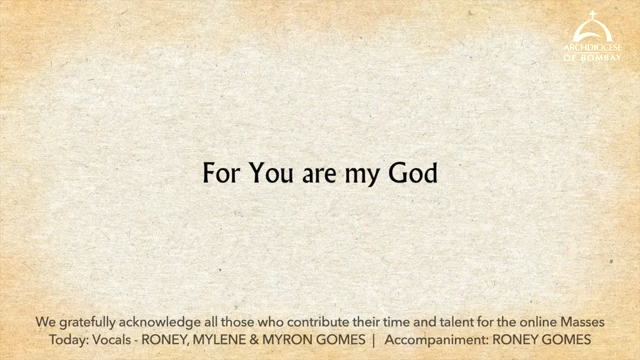 ARCHDIOCESE
OF BOMBAY
For You are my God
We gratefully acknowledge all those who contribute their time and talent for the online Masses
Today: Vocals - RONEY, MYLENE & MYRON GOMES | Accompaniment: RONEY GOMES